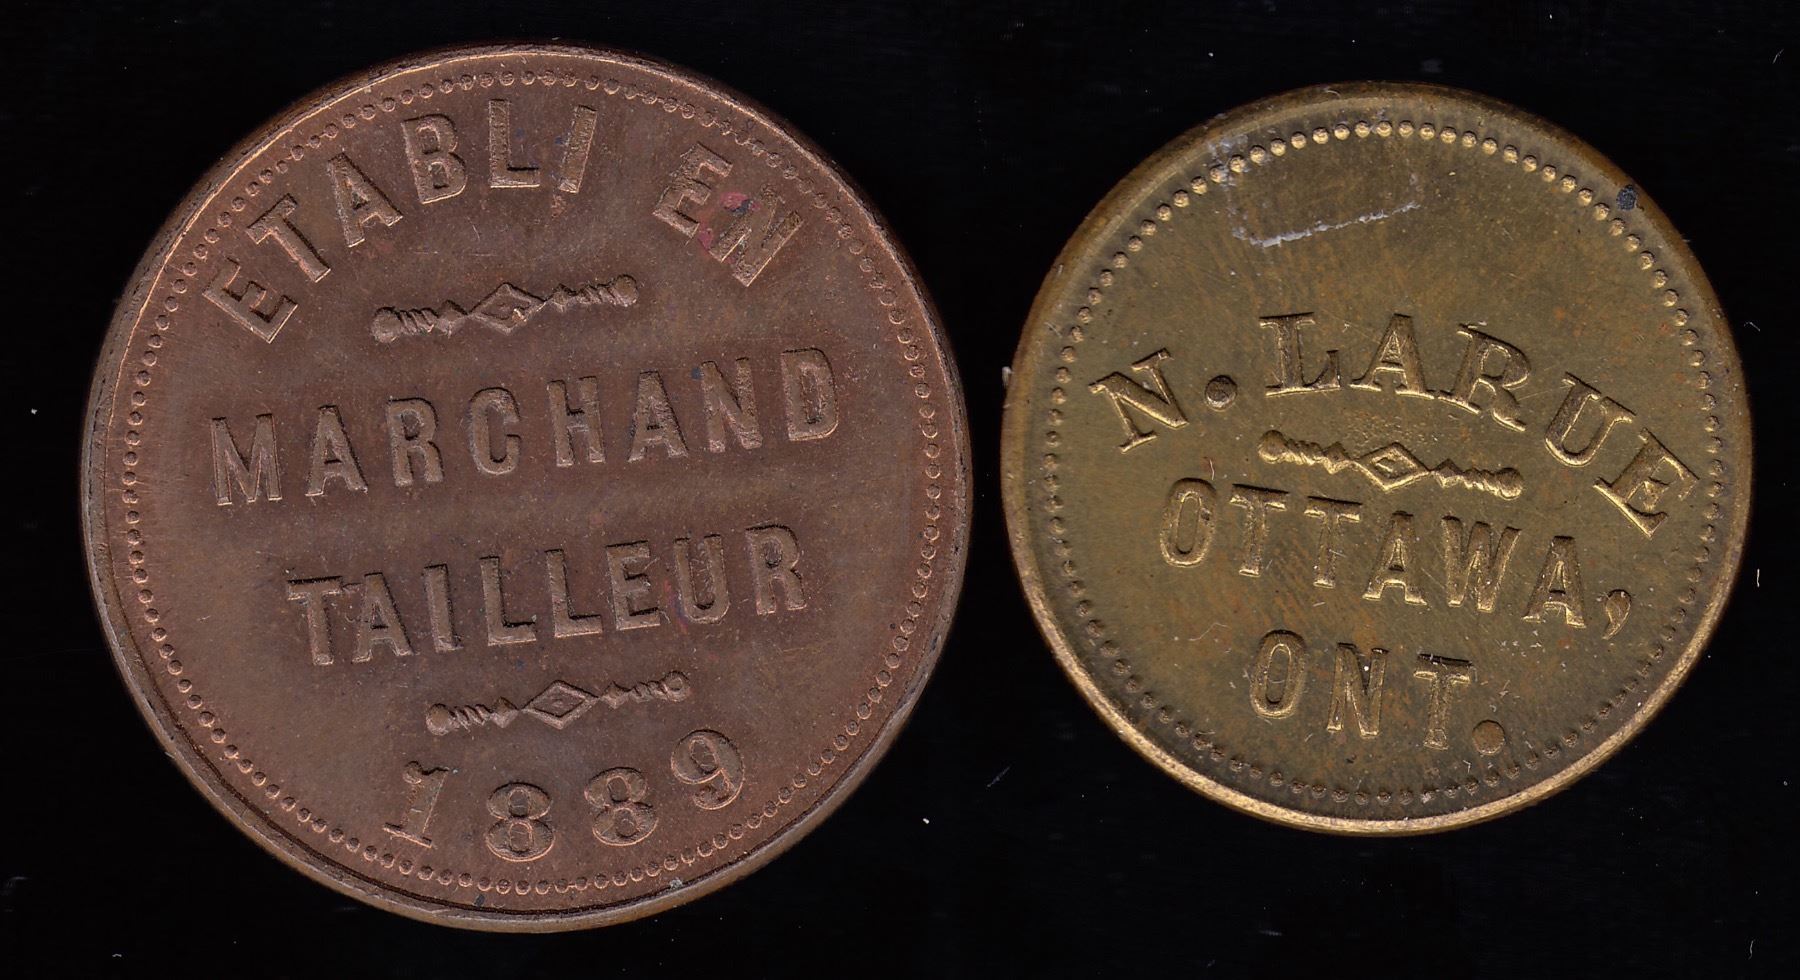 ETABLI EN
MARCHAND
TAILLEUR
1889
N. LARUE
OTTAWA,
ONT.